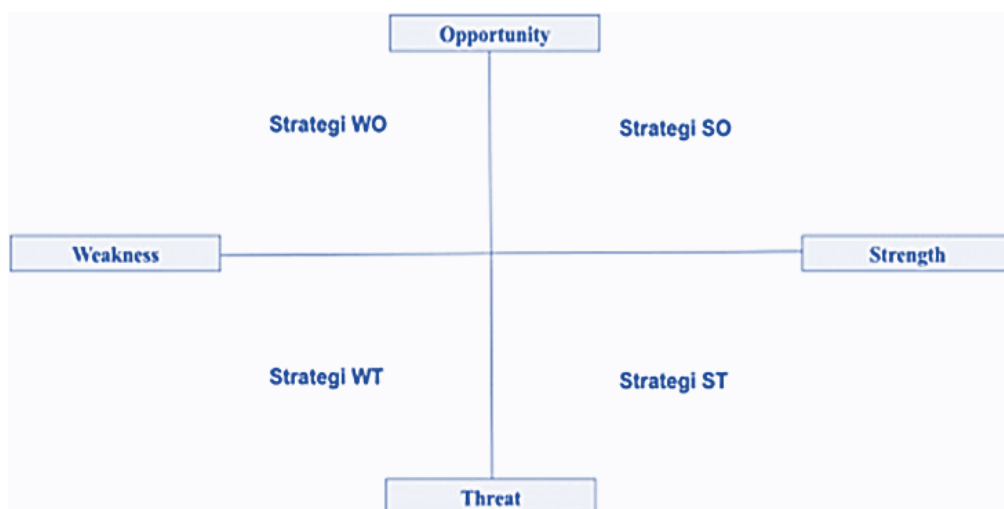 Opportunity
Strategi WO
Strategi SO
Weakness
Strength
Strategi WT
Strategi ST
Threat